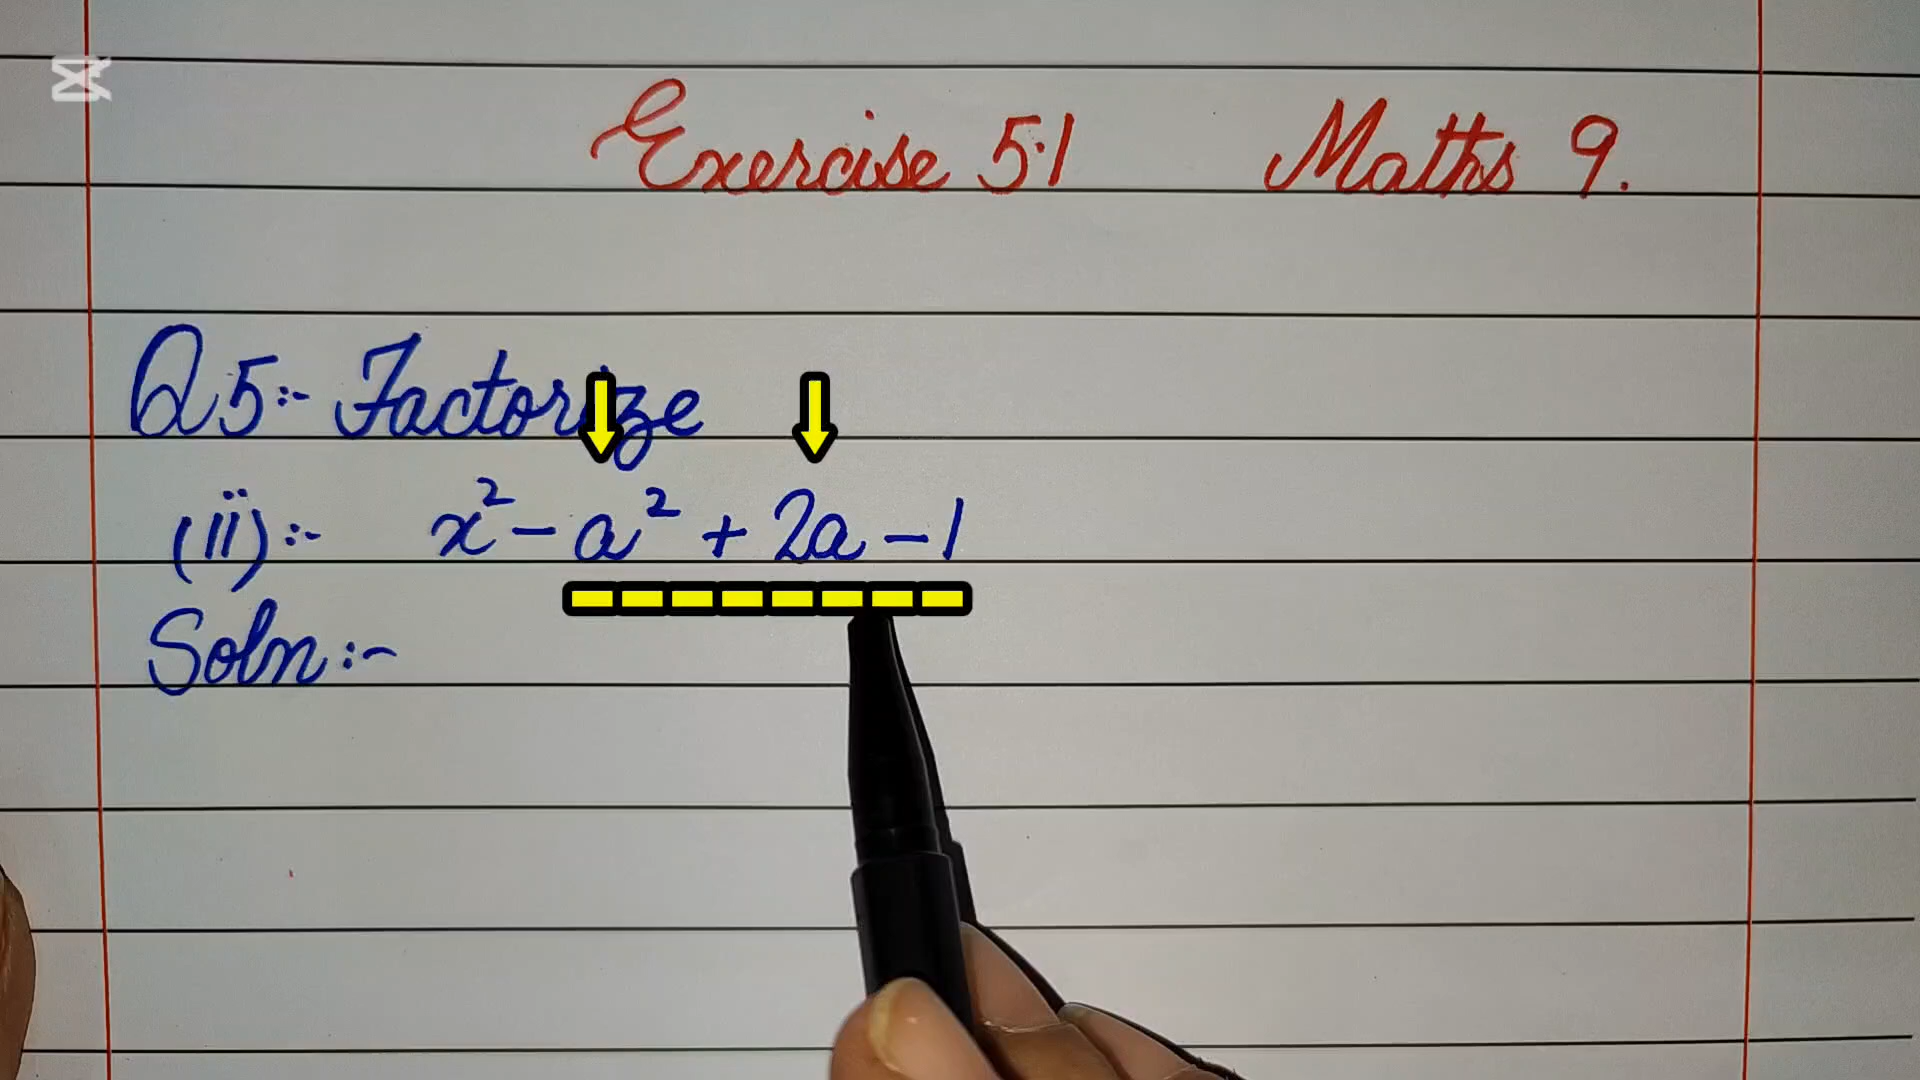 Exercise 5.1 Maths 9.
Q5:- Factorize
(ii):- x² - a² + 2a - 1
Soln:-